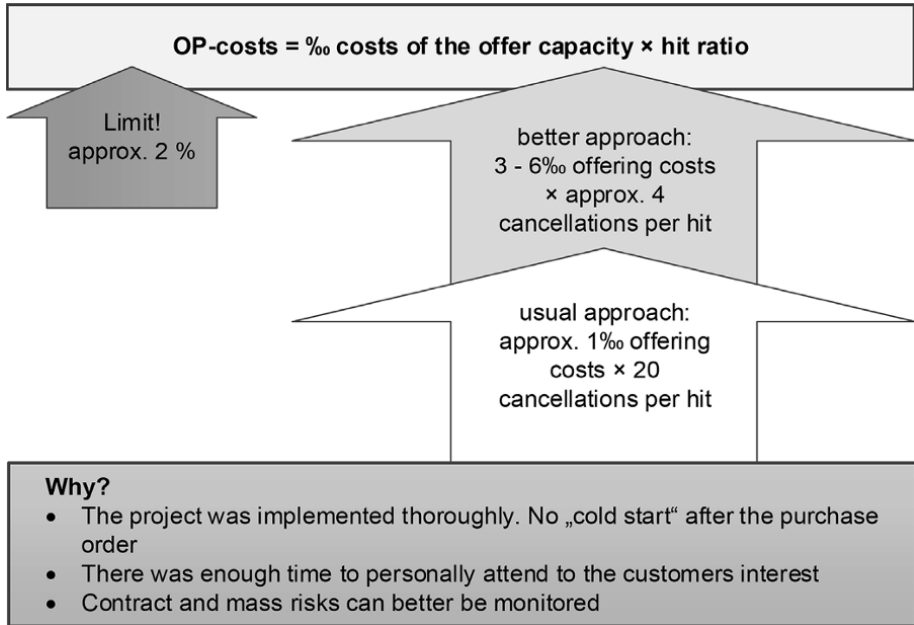 OP-costs = ‰ costs of the offer capacity × hit ratio
Limit!
approx. 2 %
better approach:
3 - 6‰ offering costs
× approx. 4
cancellations per hit
usual approach:
approx. 1‰ offering
costs × 20
cancellations per hit
Why?
• The project was implemented thoroughly. No „cold start“ after the purchase
order
• There was enough time to personally attend to the customers interest
• Contract and mass risks can better be monitored